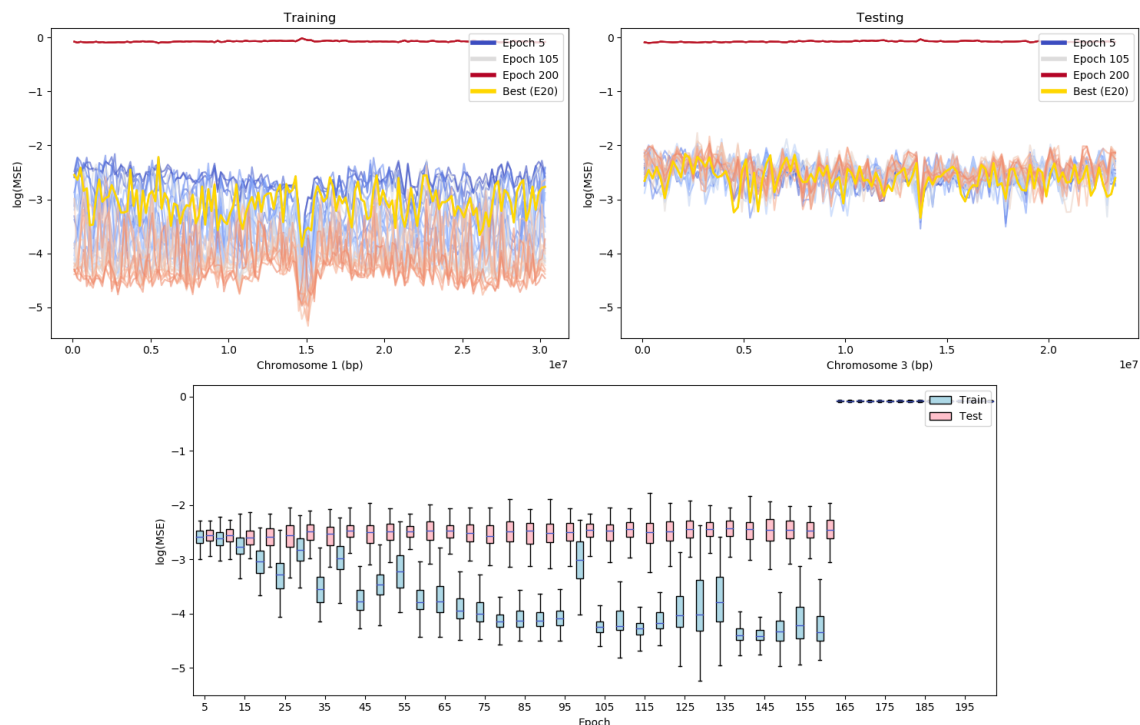 Training
0
−1
−2
−3
−4
−5
log(MSE)
0.0 0.5 1.0 1.5 2.0 2.5 3.0
1e7
Chromosome 1 (bp)
Epoch 5
Epoch 105
Epoch 200
Best (E20)
Testing
0
−1
−2
−3
−4
−5
log(MSE)
0.0 0.5 1.0 1.5 2.0
1e7
Chromosome 3 (bp)
Epoch 5
Epoch 105
Epoch 200
Best (E20)
0
−1
−2
−3
−4
−5
log(MSE)
Train
Test
5 15 25 35 45 55 65 75 85 95 105 115 125 135 145 155 165 175 185 195
Epoch